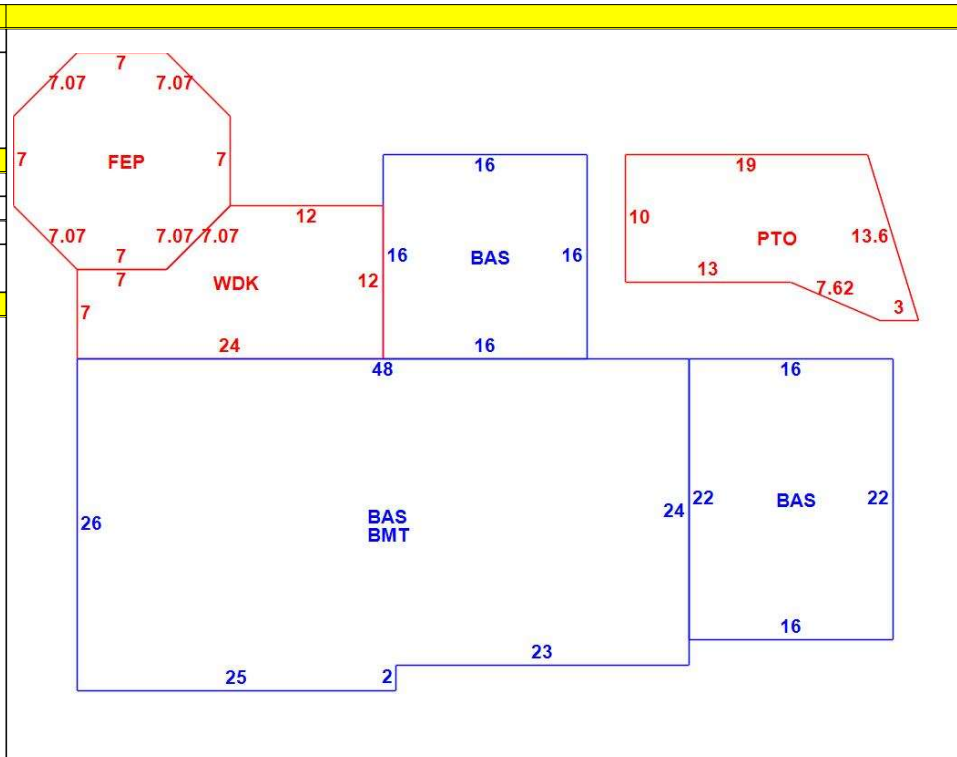 7
7.07 7.07
7 FEP 7
16
19
12
10
7.07 7.07 7.07
PTO 13.6
7
12 16 BAS 16
13
7
WDK
7.62
7
3
24 16
48 16
26 BAS 24 22 BAS 22
BMT
16
23
25 2